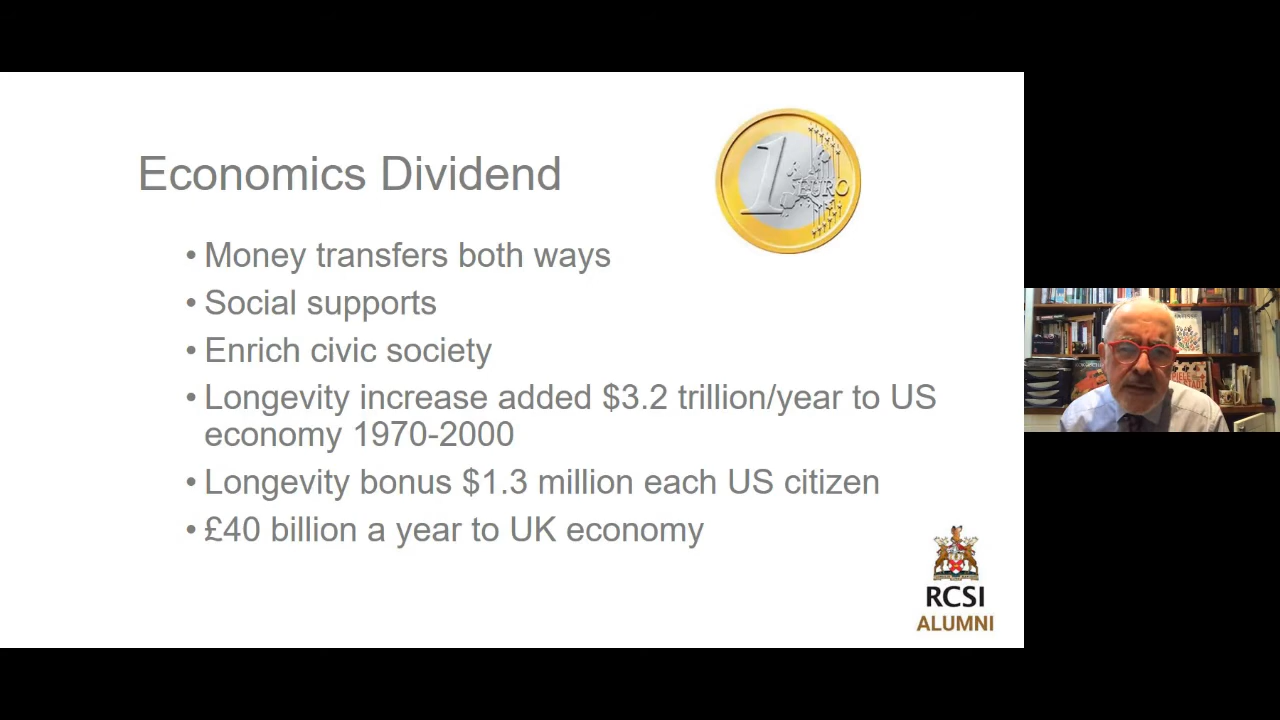 Economics Dividend
1 EURO
• Money transfers both ways
• Social supports
• Enrich civic society
• Longevity increase added $3.2 trillion/year to US
economy 1970-2000
• Longevity bonus $1.3 million each US citizen
• £40 billion a year to UK economy
RCSI
ALUMNI